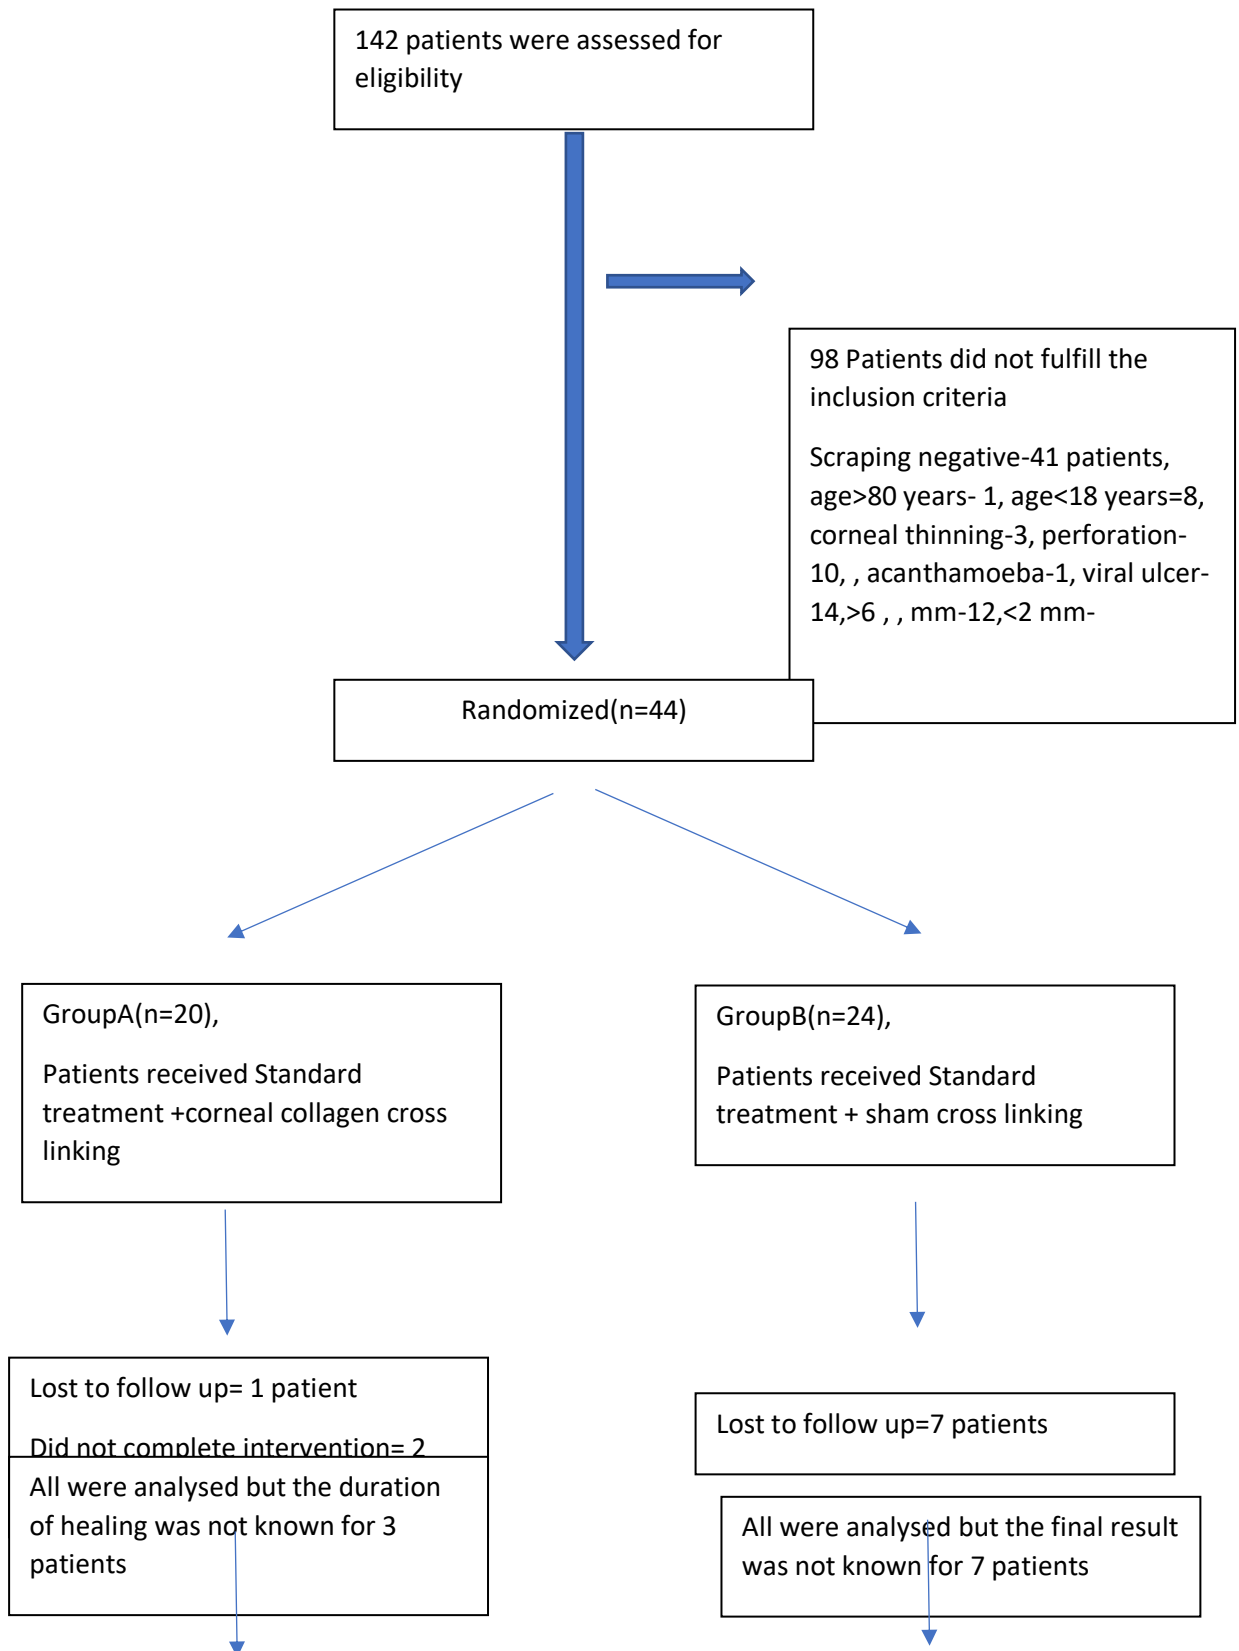 142 patients were assessed for
eligibility
98 Patients did not fulfill the
inclusion criteria
Scraping negative-41 patients,
age>80 years- 1, age<18 years=8,
corneal thinning-3, perforation-
10, , acanthamoeba-1, viral ulcer-
14,>6 , , mm-12,<2 mm-
Randomized(n=44)
GroupA(n=20),
Patients received Standard
treatment +corneal collagen cross
linking
GroupB(n=24),
Patients received Standard
treatment + sham cross linking
Lost to follow up= 1 patient
Did not complete intervention= 2
All were analysed but the duration
of healing was not known for 3
patients
Lost to follow up=7 patients
All were analysed but the final result
was not known for 7 patients